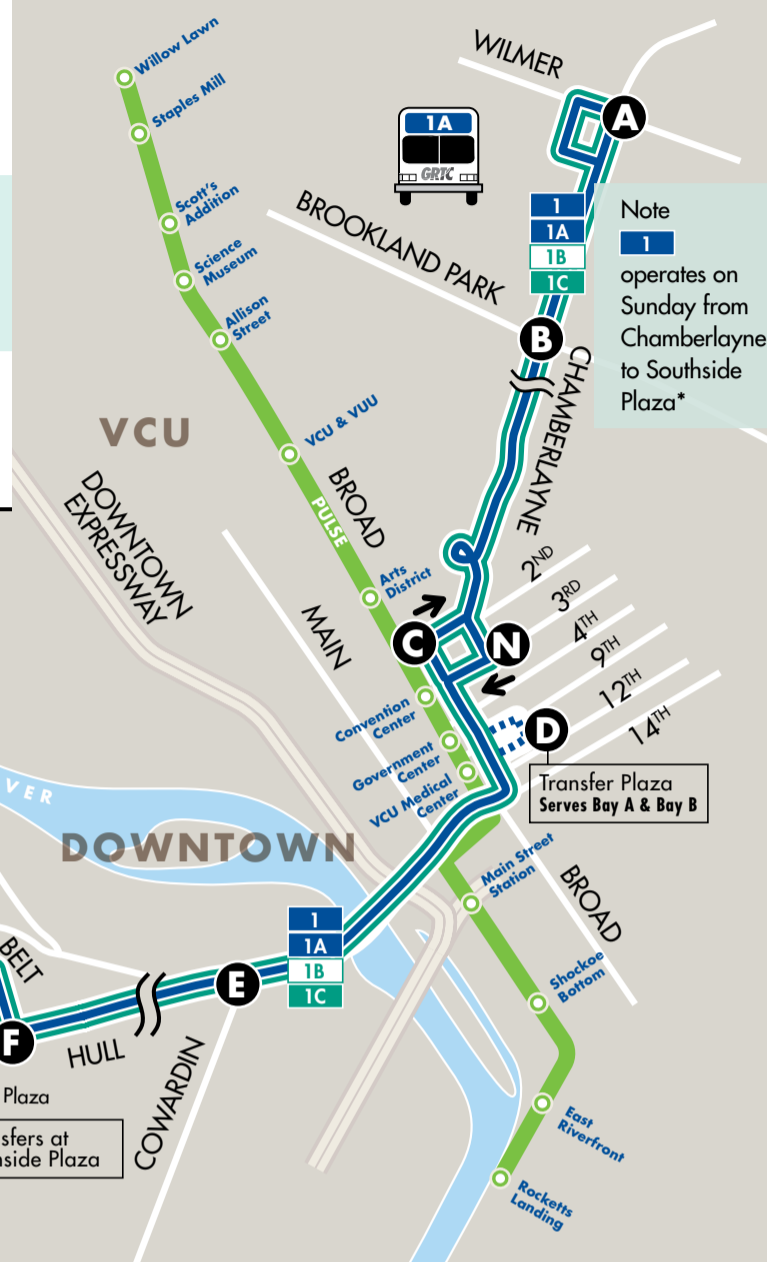 Willow Lawn
Staples Mill
Scott's
Addition
Science
Museum
Allison
Street
VCU & VUU
VCU
DOWNTOWN
EXPRESSWAY
PULSE
BROAD
MAIN
Arts
District
WILMER
A
1A
GRTC
BROOKLAND PARK
1
1A
1B
1C
Note
1
operates on
Sunday from
Chamberlayne
to Southside
Plaza*
B
CHAMBERLAYNE
2ND
3RD
4TH
9TH
12TH
14TH
C
N
D
Convention
Center
Government
Center
VCU Medical
Center
Transfer Plaza
Serves Bay A & Bay B
VER
DOWNTOWN
Main Street
Station
BROAD
Shockoe
Bottom
1
1A
1B
1C
BELT
E
F
HULL
COWARDIN
Plaza
sfers at
nside Plaza
East
Riverfront
Rocketts
Landing